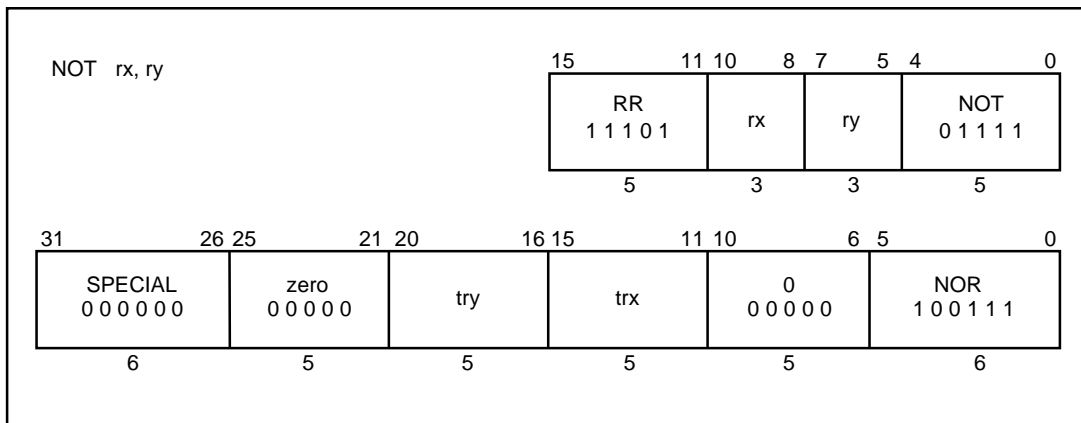 NOT rx, ry
15 11 10 8 7 5 4 0
RR rx ry NOT
1 1 1 0 1 0 1 1 1 1
5 3 3 5
31 26 25 21 20 16 15 11 10 6 5 0
SPECIAL zero try trx 0 NOR
0 0 0 0 0 0 0 0 0 0 0 0 0 0 0 0 1 0 0 1 1 1
6 5 5 5 5 6